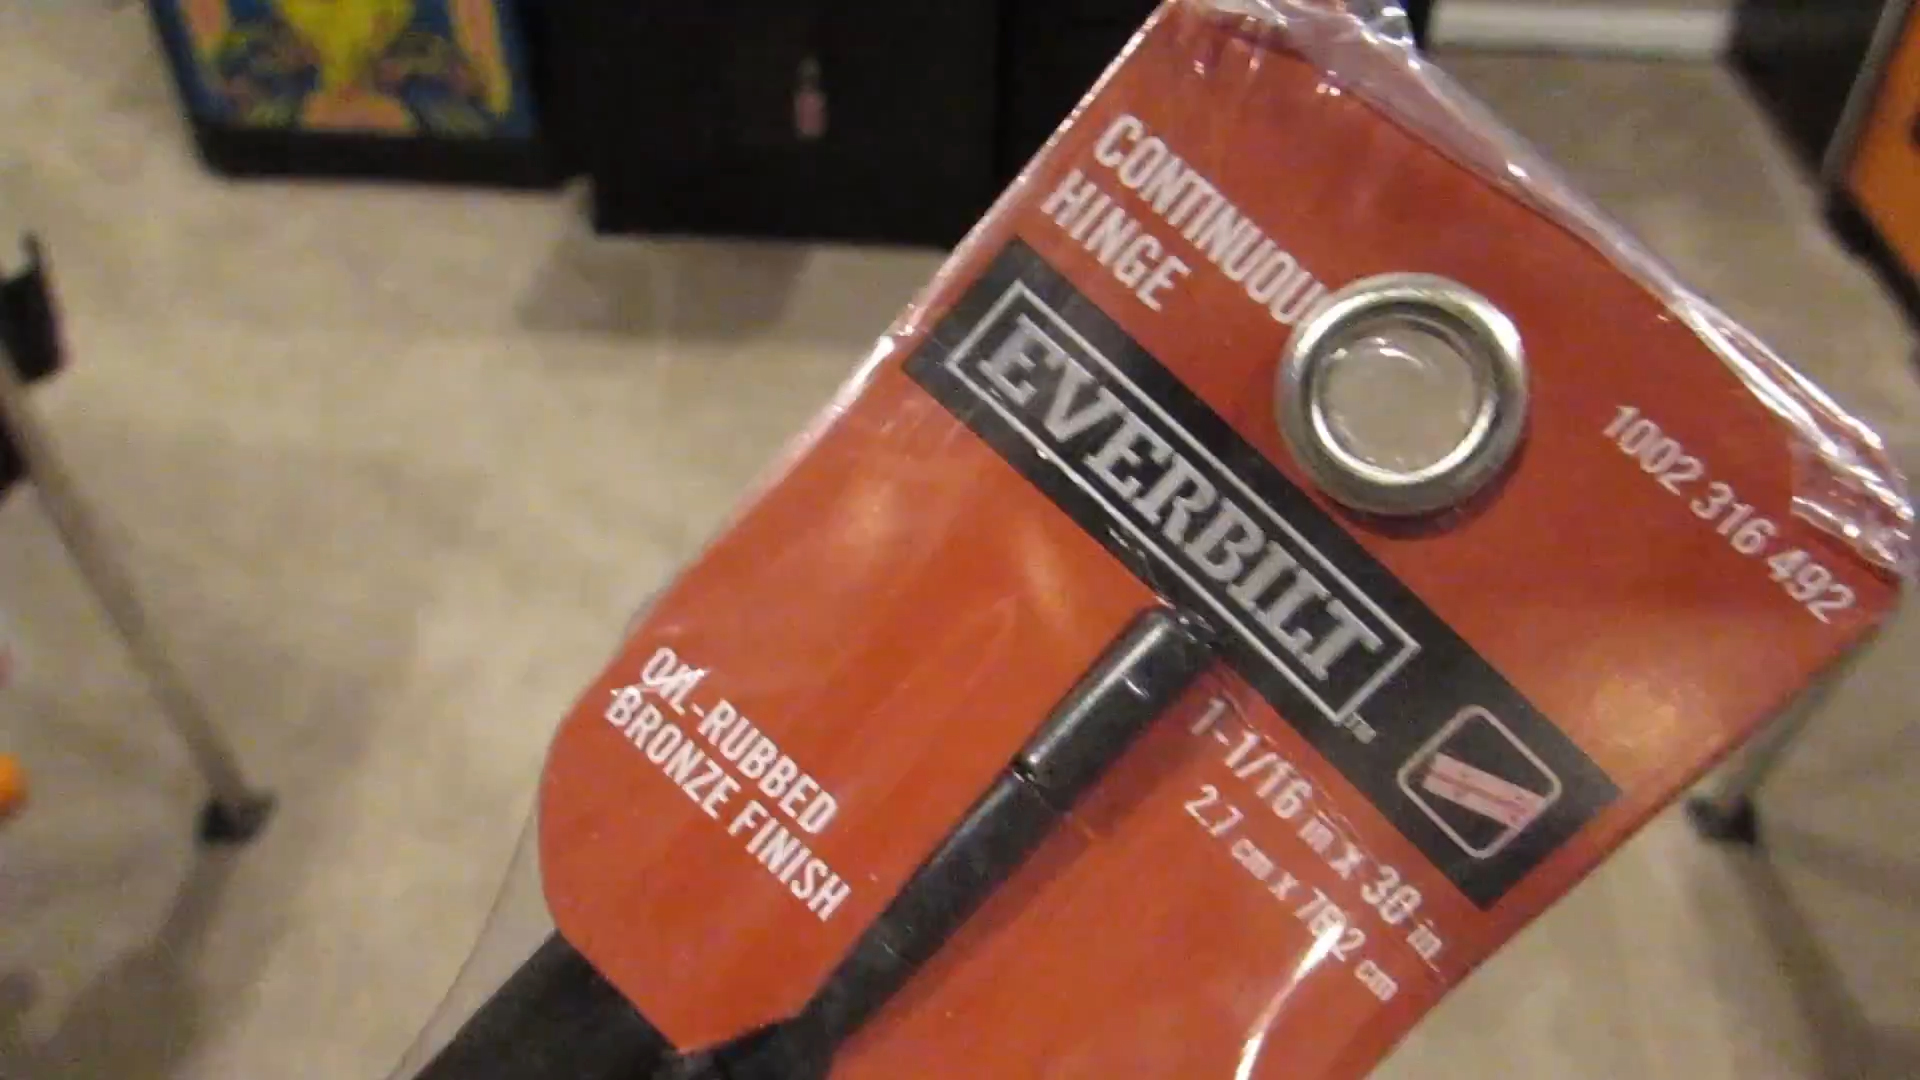 CONTINUOUS
HINGE
EVERBILT™
1002 316 492
OIL-RUBBED
BRONZE FINISH
1-1/16 in x 30 in
2.7 cm x 76.2 cm